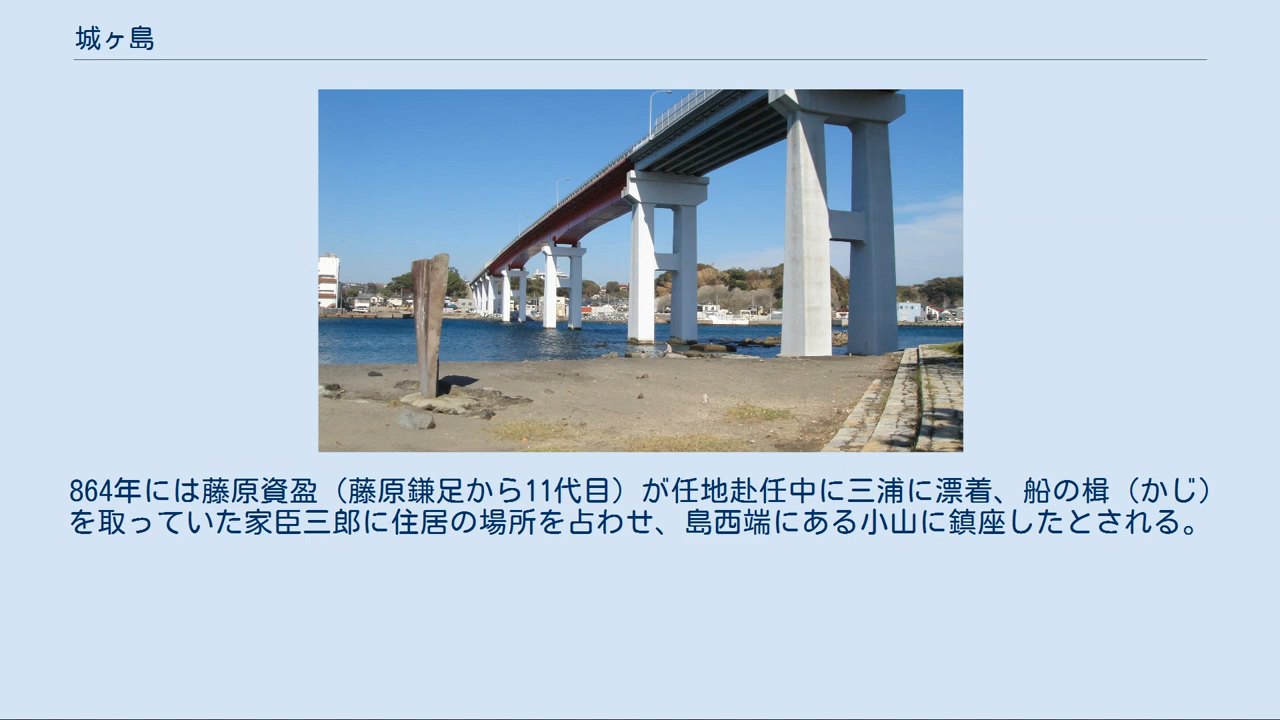 城ヶ島
864年には藤原資盈（藤原鎌足から11代目）が任地赴任中に三浦に漂着、船の楫（かじ）
を取っていた家臣三郎に住居の場所を占わせ、島西端にある小山に鎮座したとされる。